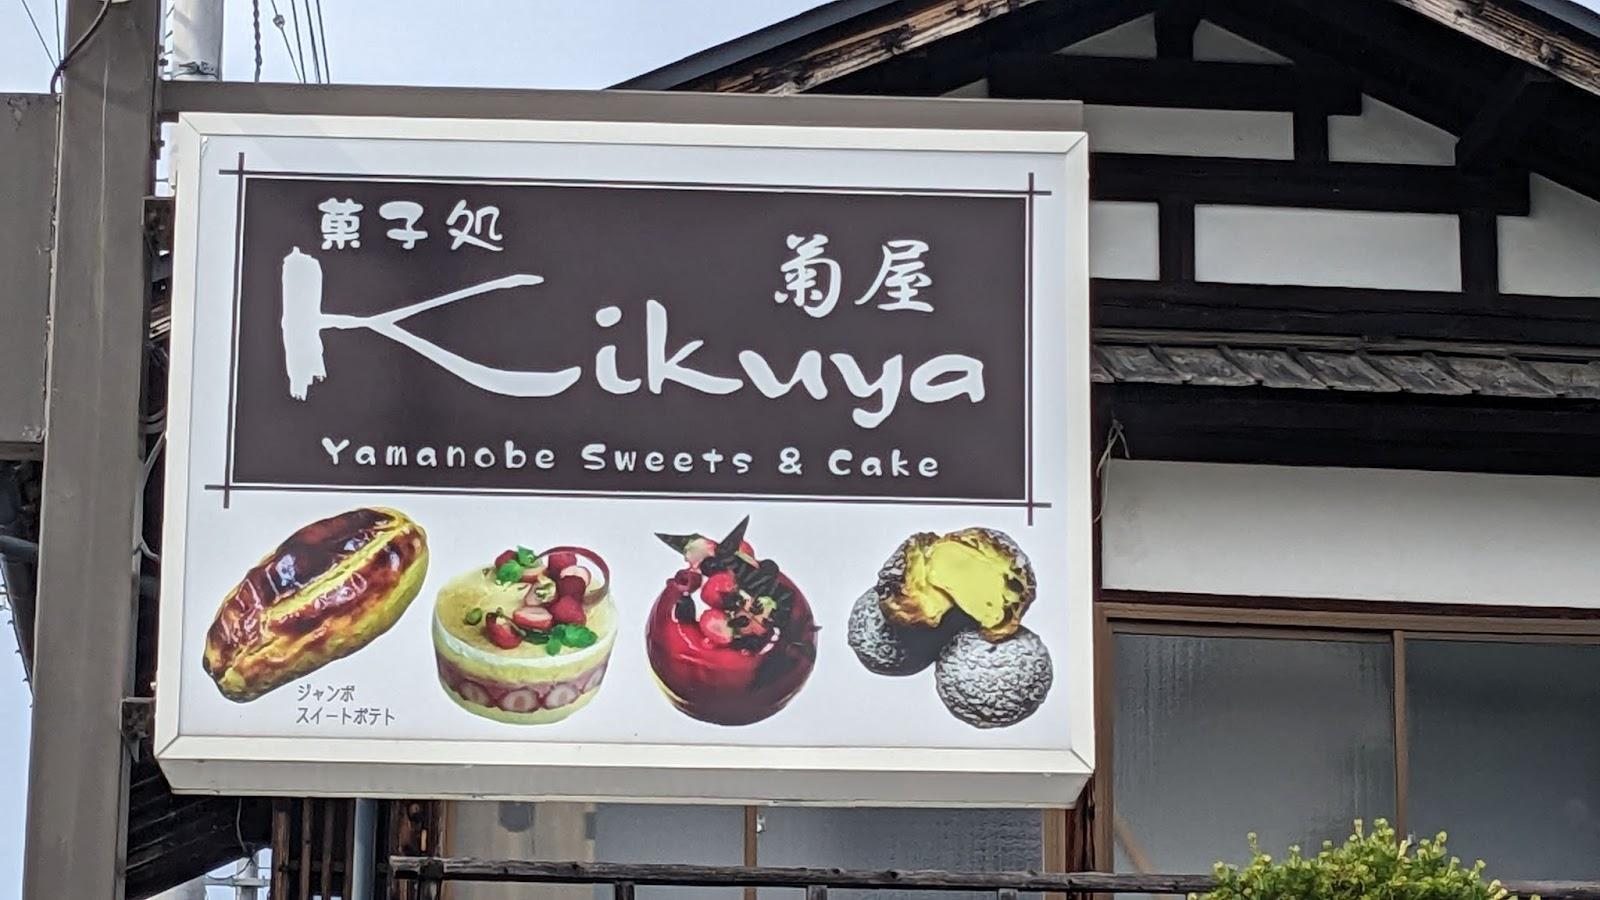 菓子処
菊屋
Kikuya
Yamanobe Sweets & Cake
ジャンボ
スイートポテト